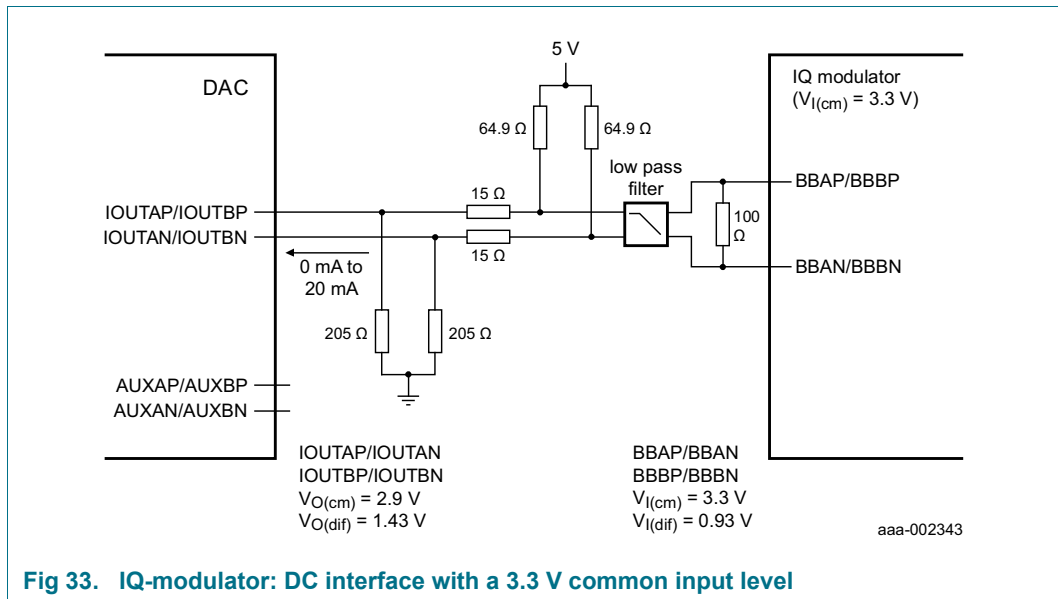 5 V
DAC
IQ modulator
(VI(cm) = 3.3 V)
64.9 Ω
64.9 Ω
low pass
filter
15 Ω
BBAP/BBBP
IOUTAP/IOUTBP
100
Ω
IOUTAN/IOUTBN
15 Ω
BBAN/BBBN
0 mA to
20 mA
205 Ω
205 Ω
AUXAP/AUXBP
AUXAN/AUXBN
IOUTAP/IOUTAN
IOUTBP/IOUTBN
VO(cm) = 2.9 V
VO(dif) = 1.43 V
BBAP/BBAN
BBBP/BBBN
VI(cm) = 3.3 V
VI(dif) = 0.93 V
aaa-002343
Fig 33. IQ-modulator: DC interface with a 3.3 V common input level